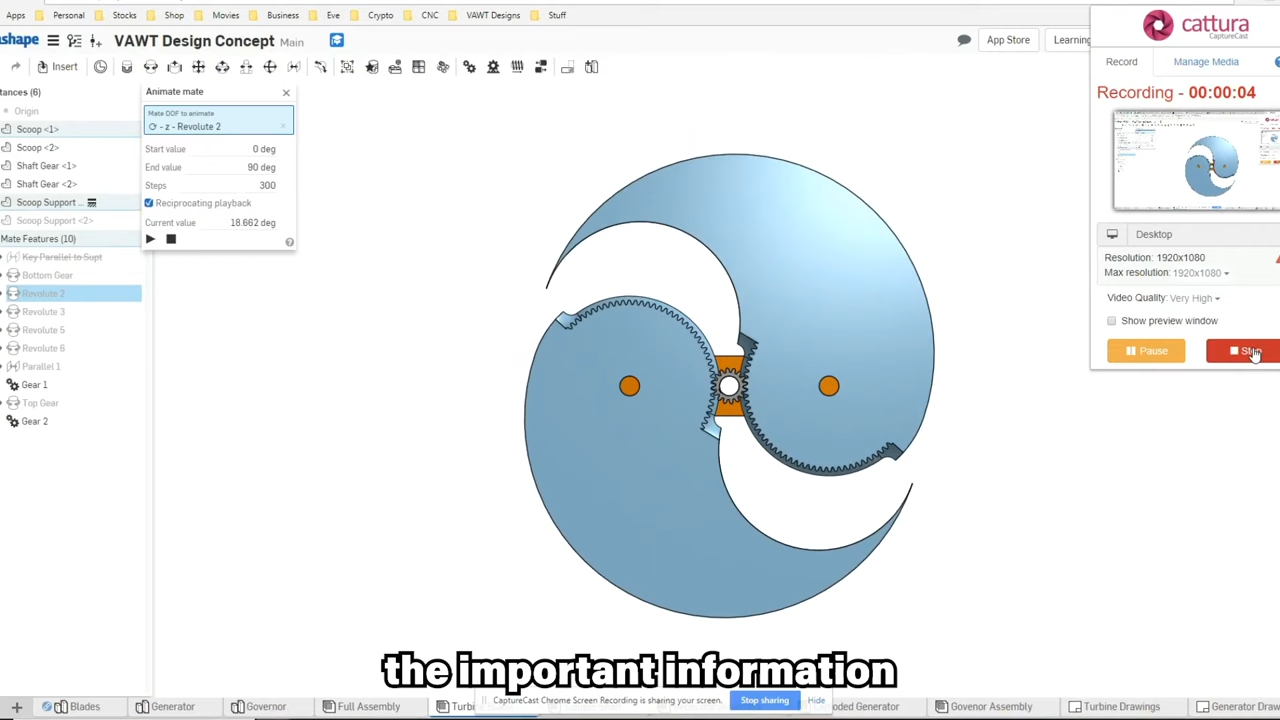 Apps Personal Stocks Shop Movies Business Eve Crypto CNC VAWT Designs Stuff
shape VAWT Design Concept Main App Store Learning
Insert
tances (6)
Origin
Scoop <1>
Scoop <2>
Shaft Gear <1>
Shaft Gear <2>
Scoop Support ...
Scoop Support <2>
Mate Features (10)
Key Parallel to Supt
Bottom Gear
Revolute 2
Revolute 3
Revolute 5
Revolute 6
Parallel 1
Gear 1
Top Gear
Gear 2
Animate mate
Mate DOF to animate
- z - Revolute 2
Start value 0 deg
End value 90 deg
Steps 300
Reciprocating playback
Current value 18.662 deg
cattura
CaptureCast
Record Manage Media
Recording - 00:00:04
Desktop
Resolution: 1920x1080
Max resolution: 1920x1080
Video Quality: Very High
Show preview window
Pause Stop
the important information
CaptureCast Chrome Screen Recording is sharing your screen. Stop sharing Hide
Blades Generator Governor Full Assembly Govenor Assembly Turbine Drawings